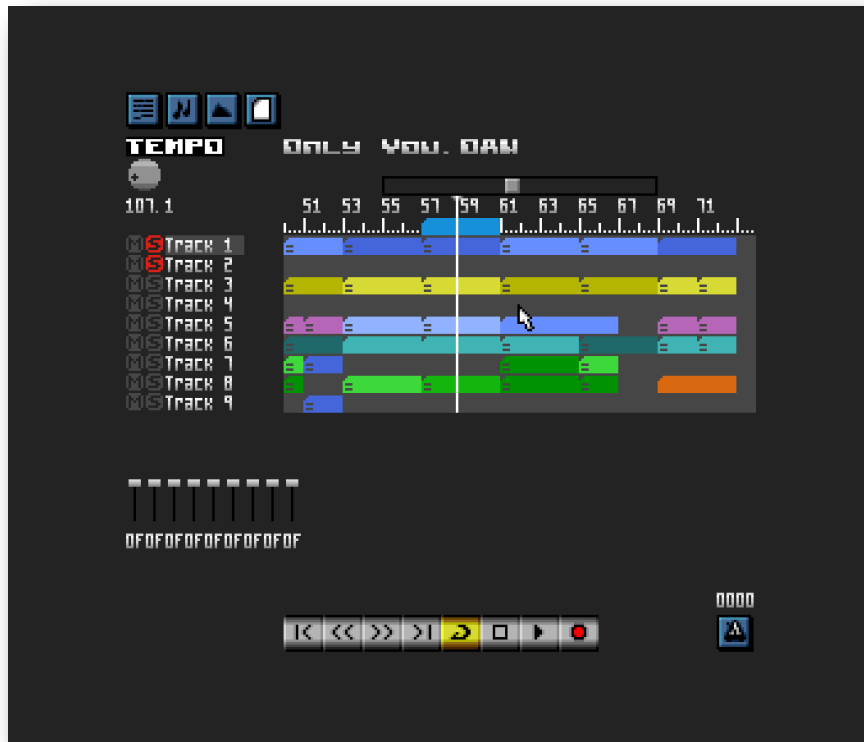 TEMPO Only You. DAN
107.1 51 53 55 57 59 61 63 65 67 69 71
M S Track 1
M S Track 2
M S Track 3
M S Track 4
M S Track 5
M S Track 6
M S Track 7
M S Track 8
M S Track 9
0F0F0F0F0F0F0F0F0F
0000